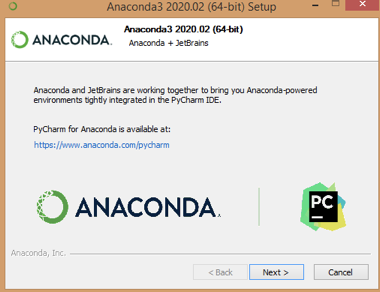 Anaconda3 2020.02 (64-bit) Setup
ANACONDA.
Anaconda3 2020.02 (64-bit)
Anaconda + JetBrains
Anaconda and JetBrains are working together to bring you Anaconda-powered
environments tightly integrated in the PyCharm IDE.
PyCharm for Anaconda is available at:
https://www.anaconda.com/pycharm
ANACONDA.
PC
Anaconda, Inc.
< Back
Next >
Cancel